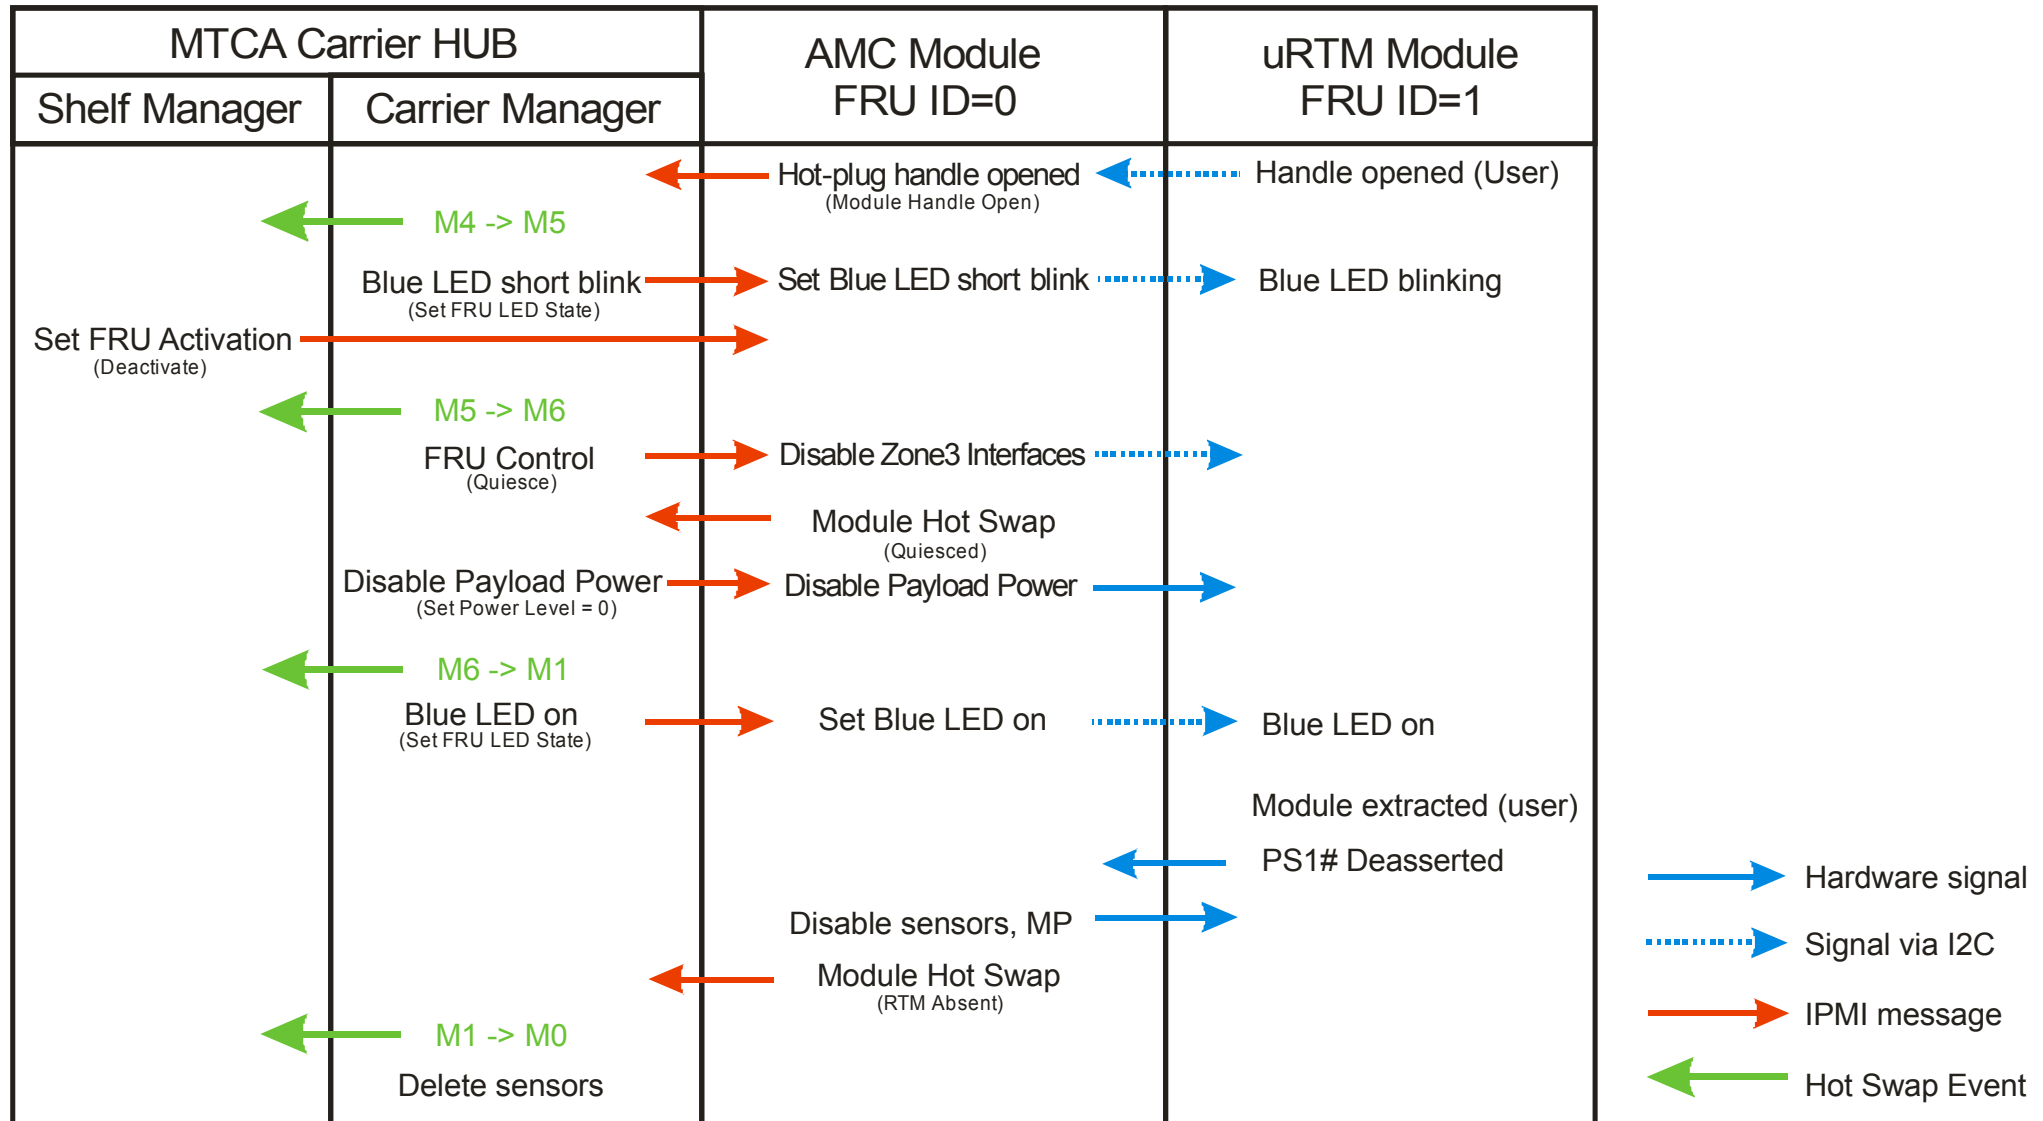 MTCA Carrier HUB
AMC Module
FRU ID=0
uRTM Module
FRU ID=1
Shelf Manager
Carrier Manager
Hot-plug handle opened
(Module Handle Open)
Handle opened (User)
M4 -> M5
Blue LED short blink
(Set FRU LED State)
Set Blue LED short blink
Blue LED blinking
Set FRU Activation
(Deactivate)
M5 -> M6
FRU Control
(Quiesce)
Disable Zone3 Interfaces
Module Hot Swap
(Quiesced)
Disable Payload Power
(Set Power Level = 0)
Disable Payload Power
M6 -> M1
Blue LED on
(Set FRU LED State)
Set Blue LED on
Blue LED on
Module extracted (user)
PS1# Deasserted
Disable sensors, MP
Module Hot Swap
(RTM Absent)
M1 -> M0
Delete sensors
Hardware signal
Signal via I2C
IPMI message
Hot Swap Event